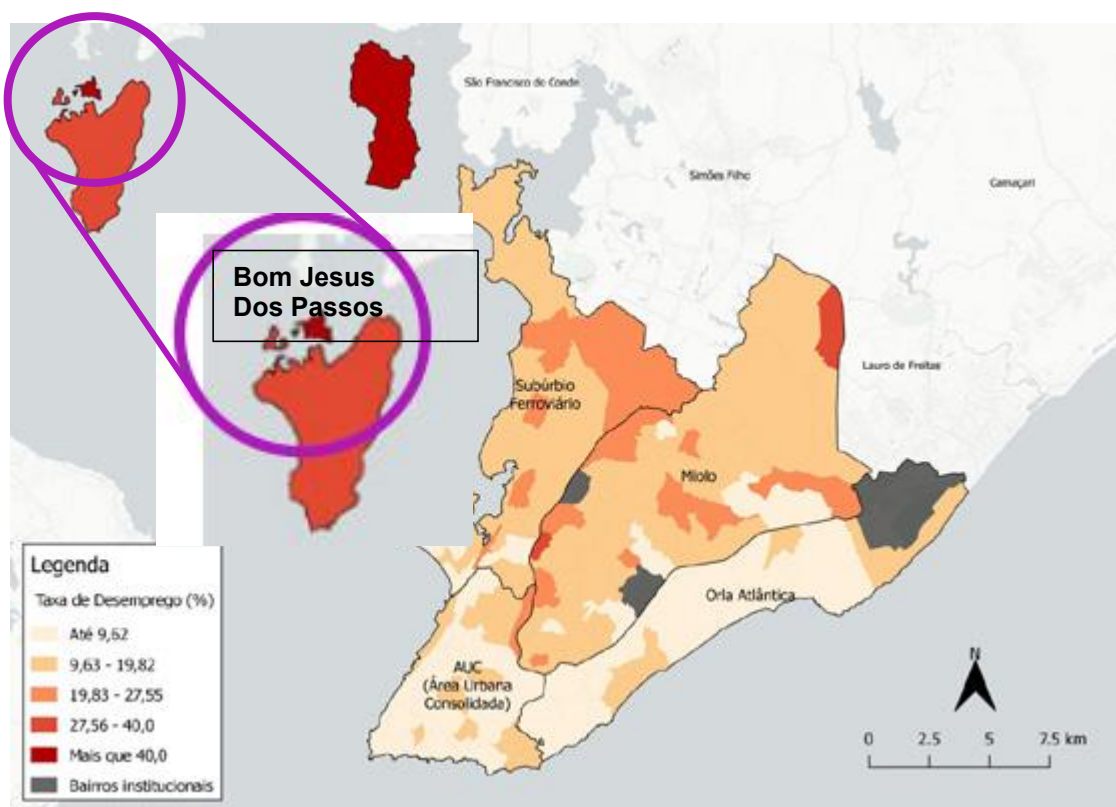 São Francisco do Conde
Simões Filho
Camaçari
Bom Jesus
Dos Passos
Lauro de Freitas
Subúrbio
Ferroviário
Miolo
Orla Atlântica
AUC
(Área Urbana
Consolidada)
Legenda
Taxa de Desemprego (%)
Até 9,62
9,63 - 19,82
19,83 - 27,55
27,56 - 40,0
Mais que 40,0
Bairros institucionais
N
0 2.5 5 7.5 km